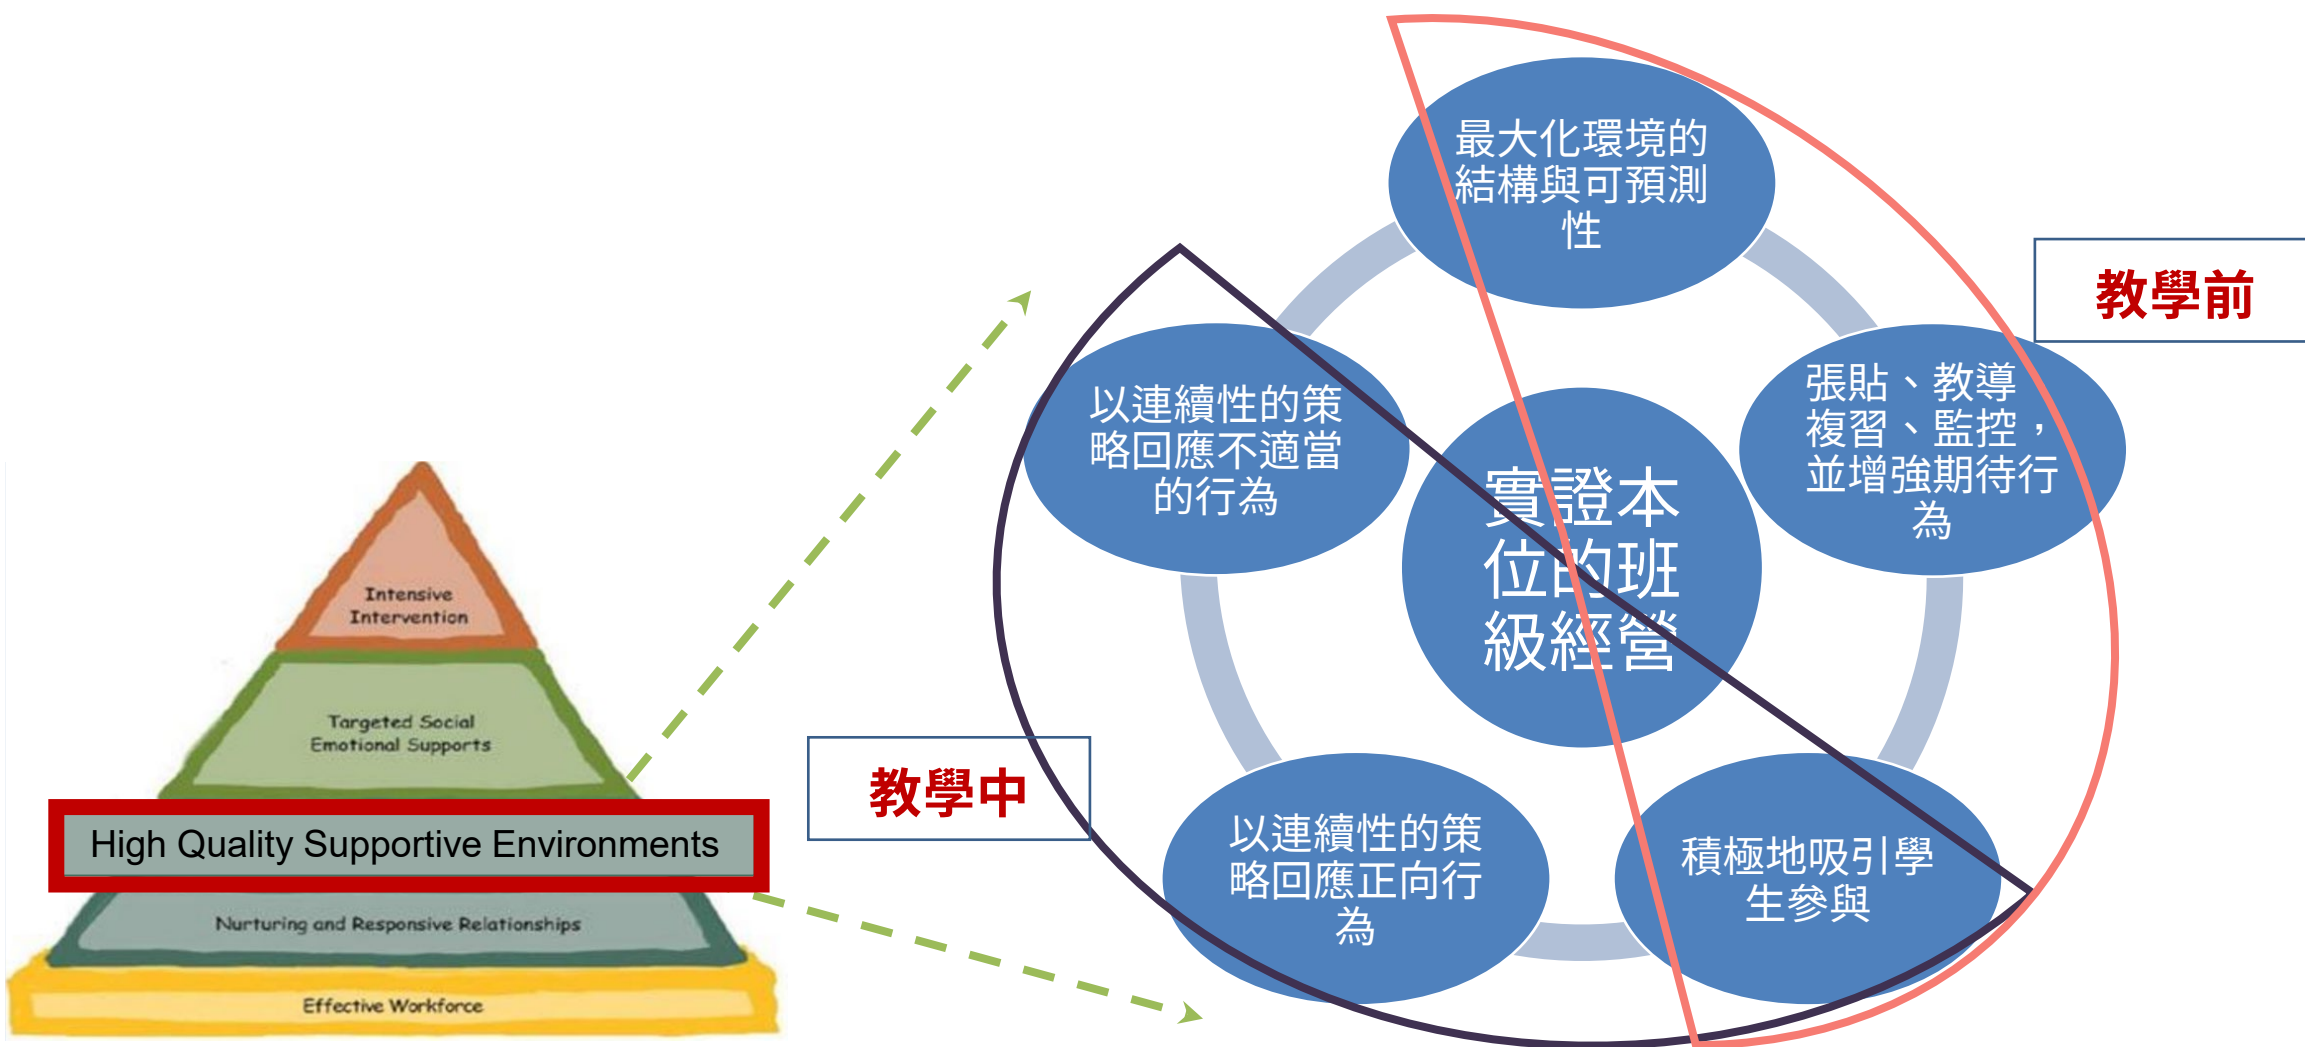 Intensive
Intervention
Targeted Social
Emotional Supports
High Quality Supportive Environments
Nurturing and Responsive Relationships
Effective Workforce
最大化環境的
結構與可預測
性
教學前
張貼、教導
複習、監控，
並增強期待行
為
以連續性的策
略回應不適當
的行為
實證本
位的班
級經營
教學中
以連續性的策
略回應正向行
為
積極地吸引學
生參與